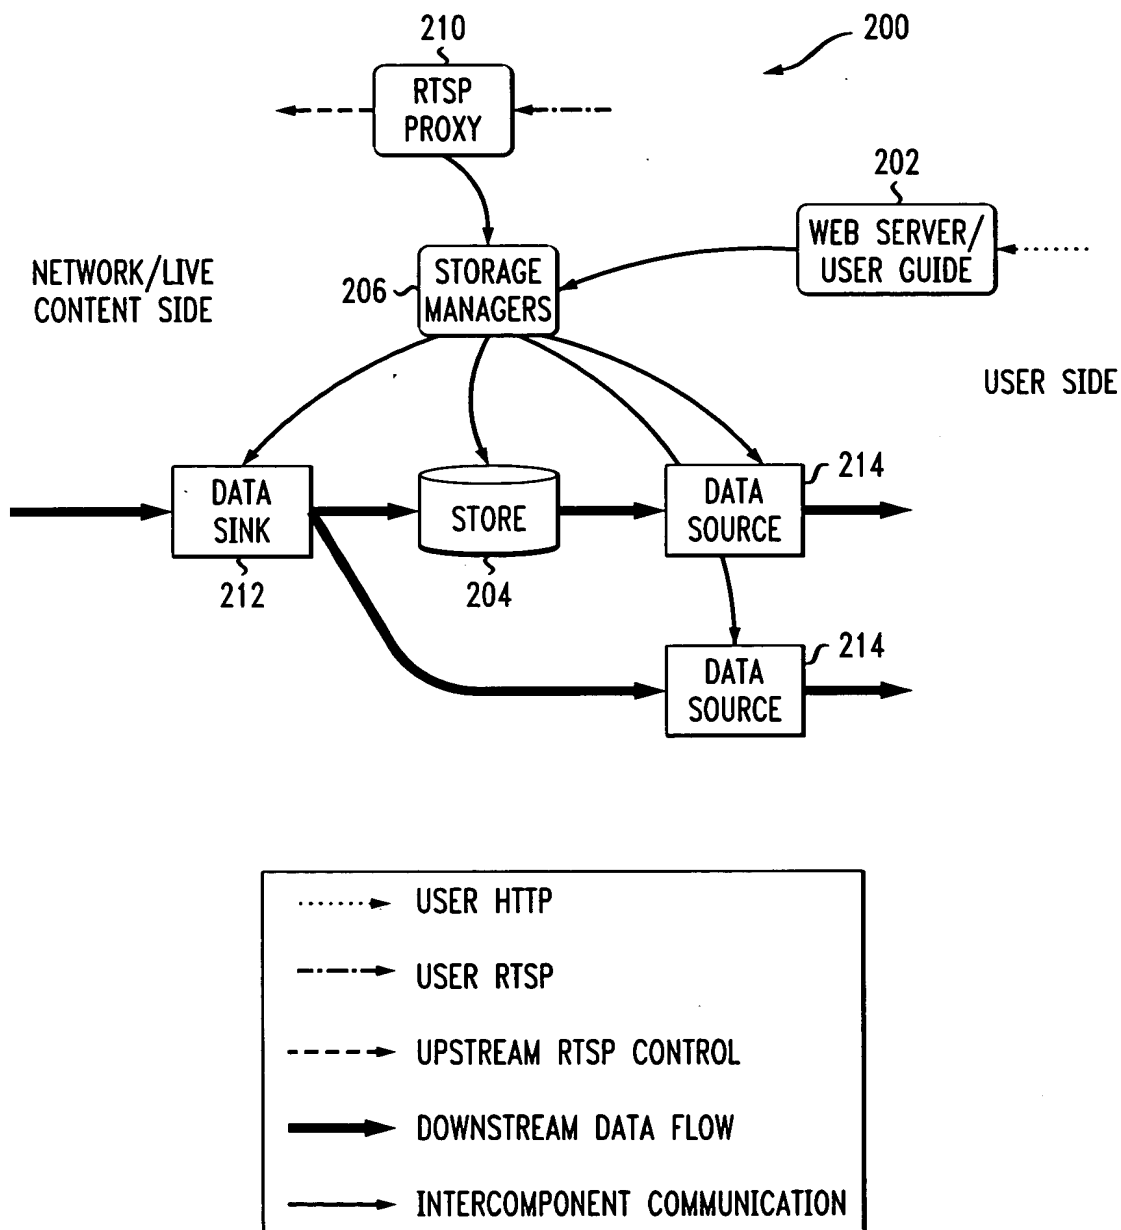 210
200
RTSP
PROXY
202
WEB SERVER/
USER GUIDE
NETWORK/LIVE
CONTENT SIDE
206
STORAGE
MANAGERS
USER SIDE
DATA
SINK
212
STORE
204
DATA
SOURCE
214
DATA
SOURCE
214
USER HTTP
USER RTSP
UPSTREAM RTSP CONTROL
DOWNSTREAM DATA FLOW
INTERCOMPONENT COMMUNICATION